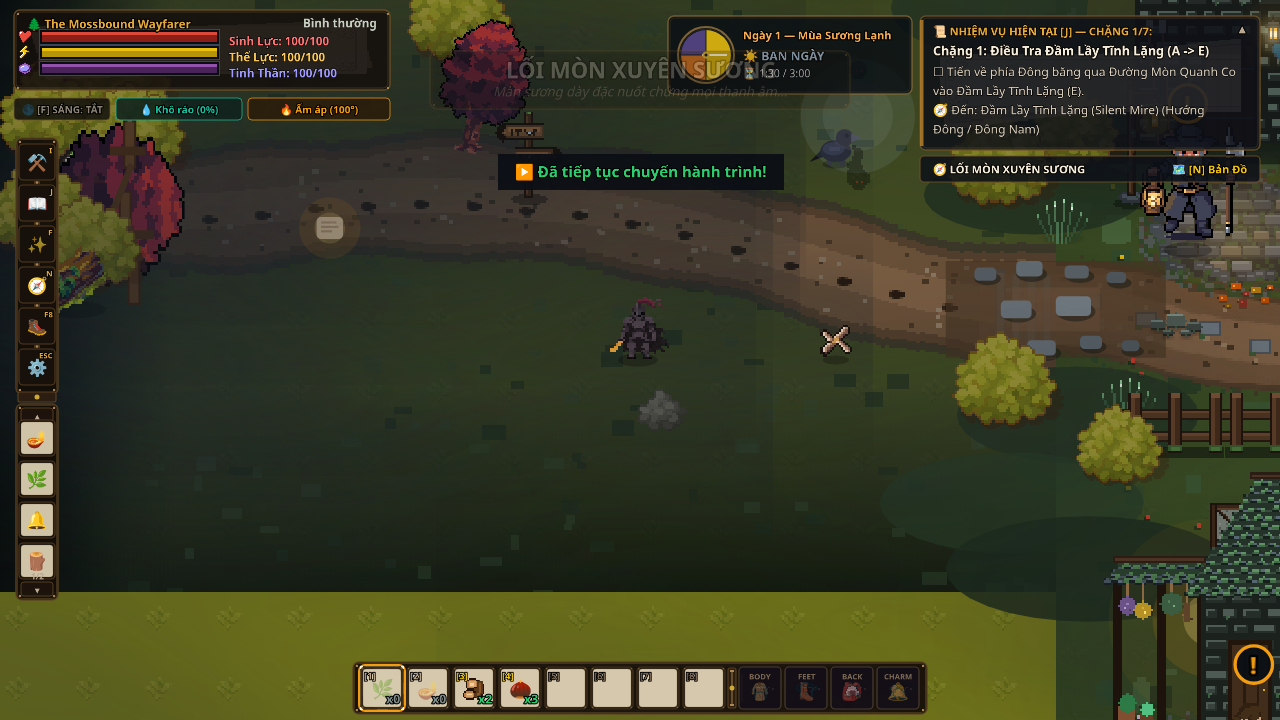 The Mossbound Wayfarer
Bình thường
Sinh Lực: 100/100
Thể Lực: 100/100
Tinh Thần: 100/100
[F] SÁNG: TẮT
Khô ráo (0%)
Ấm áp (100°)
LỐI MÒN XUYÊN SƯƠNG
Màn sương dày đặc nuốt chửng mọi thanh âm...
Ngày 1 — Mùa Sương Lạnh
BAN NGÀY
1:30 / 3:00
NHIỆM VỤ HIỆN TẠI [J] — CHẶNG 1/7:
Chặng 1: Điều Tra Đầm Lầy Tĩnh Lặng (A -> E)
☐ Tiến về phía Đông băng qua Đường Mòn Quanh Co
vào Đầm Lầy Tĩnh Lặng (E).
Đến: Đầm Lầy Tĩnh Lặng (Silent Mire) (Hướng
Đông / Đông Nam)
LỐI MÒN XUYÊN SƯƠNG
[N] Bản Đồ
Đã tiếp tục chuyến hành trình!
I
J
F
N
F8
ESC
[1]
x0
[2]
x0
[3]
x2
[4]
x3
[5]
[6]
[7]
[8]
BODY
FEET
BACK
CHARM